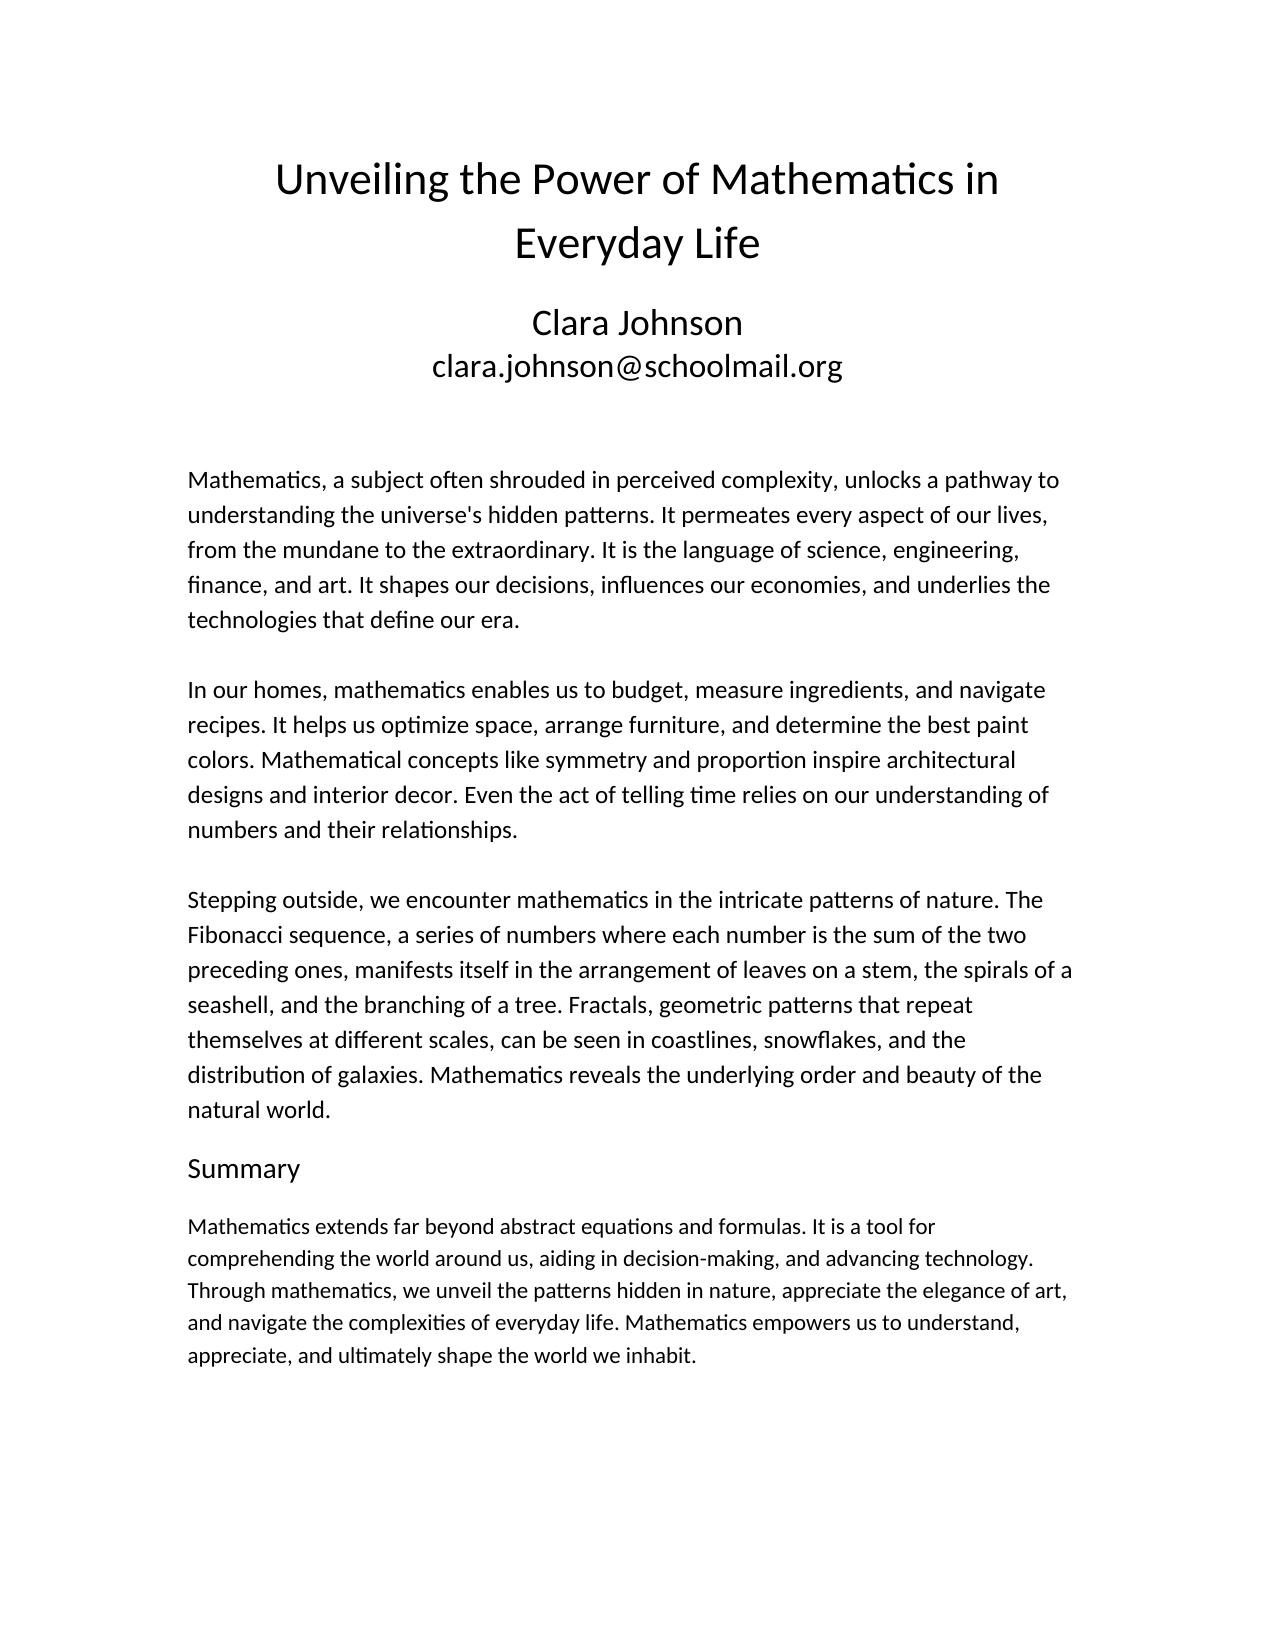 Unveiling the Power of Mathematics in
Everyday Life
Clara Johnson
clara.johnson@schoolmail.org
Mathematics, a subject often shrouded in perceived complexity, unlocks a pathway to
understanding the universe's hidden patterns. It permeates every aspect of our lives,
from the mundane to the extraordinary. It is the language of science, engineering,
finance, and art. It shapes our decisions, influences our economies, and underlies the
technologies that define our era.
In our homes, mathematics enables us to budget, measure ingredients, and navigate
recipes. It helps us optimize space, arrange furniture, and determine the best paint
colors. Mathematical concepts like symmetry and proportion inspire architectural
designs and interior decor. Even the act of telling time relies on our understanding of
numbers and their relationships.
Stepping outside, we encounter mathematics in the intricate patterns of nature. The
Fibonacci sequence, a series of numbers where each number is the sum of the two
preceding ones, manifests itself in the arrangement of leaves on a stem, the spirals of a
seashell, and the branching of a tree. Fractals, geometric patterns that repeat
themselves at different scales, can be seen in coastlines, snowflakes, and the
distribution of galaxies. Mathematics reveals the underlying order and beauty of the
natural world.
Summary
Mathematics extends far beyond abstract equations and formulas. It is a tool for
comprehending the world around us, aiding in decision-making, and advancing technology.
Through mathematics, we unveil the patterns hidden in nature, appreciate the elegance of art,
and navigate the complexities of everyday life. Mathematics empowers us to understand,
appreciate, and ultimately shape the world we inhabit.